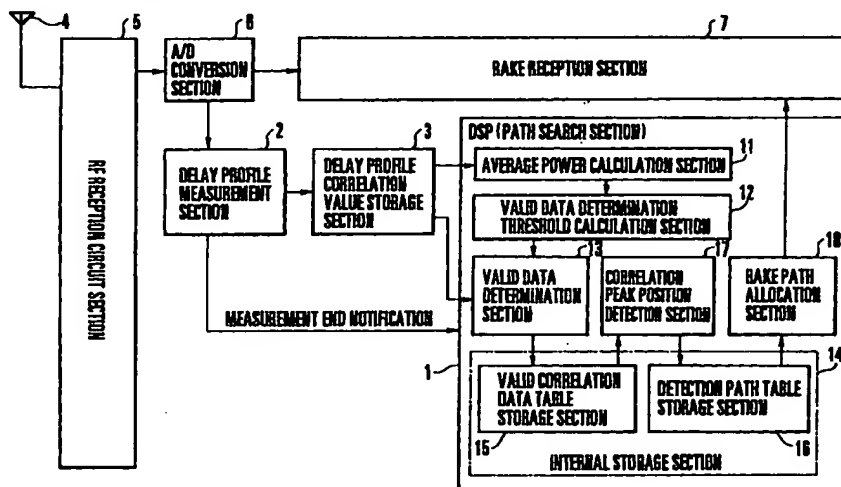 4
5
6
7
A/D
CONVERSION
SECTION
RAKE RECEPTION SECTION
RF RECEPTION CIRCUIT SECTION
2
3
DELAY PROFILE
MEASUREMENT
SECTION
DELAY PROFILE
CORRELATION
VALUE STORAGE
SECTION
DSP (PATH SEARCH SECTION)
11
AVERAGE POWER CALCULATION SECTION
12
VALID DATA DETERMINATION
THRESHOLD CALCULATION SECTION
13
17
18
VALID DATA
DETERMINATION
SECTION
CORRELATION
PEAK POSITION
DETECTION SECTION
RAKE PATH
ALLOCATION
SECTION
MEASUREMENT END NOTIFICATION
1
14
VALID CORRELATION
DATA TABLE
STORAGE SECTION
DETECTION PATH TABLE
STORAGE SECTION
15
16
INTERNAL STORAGE SECTION